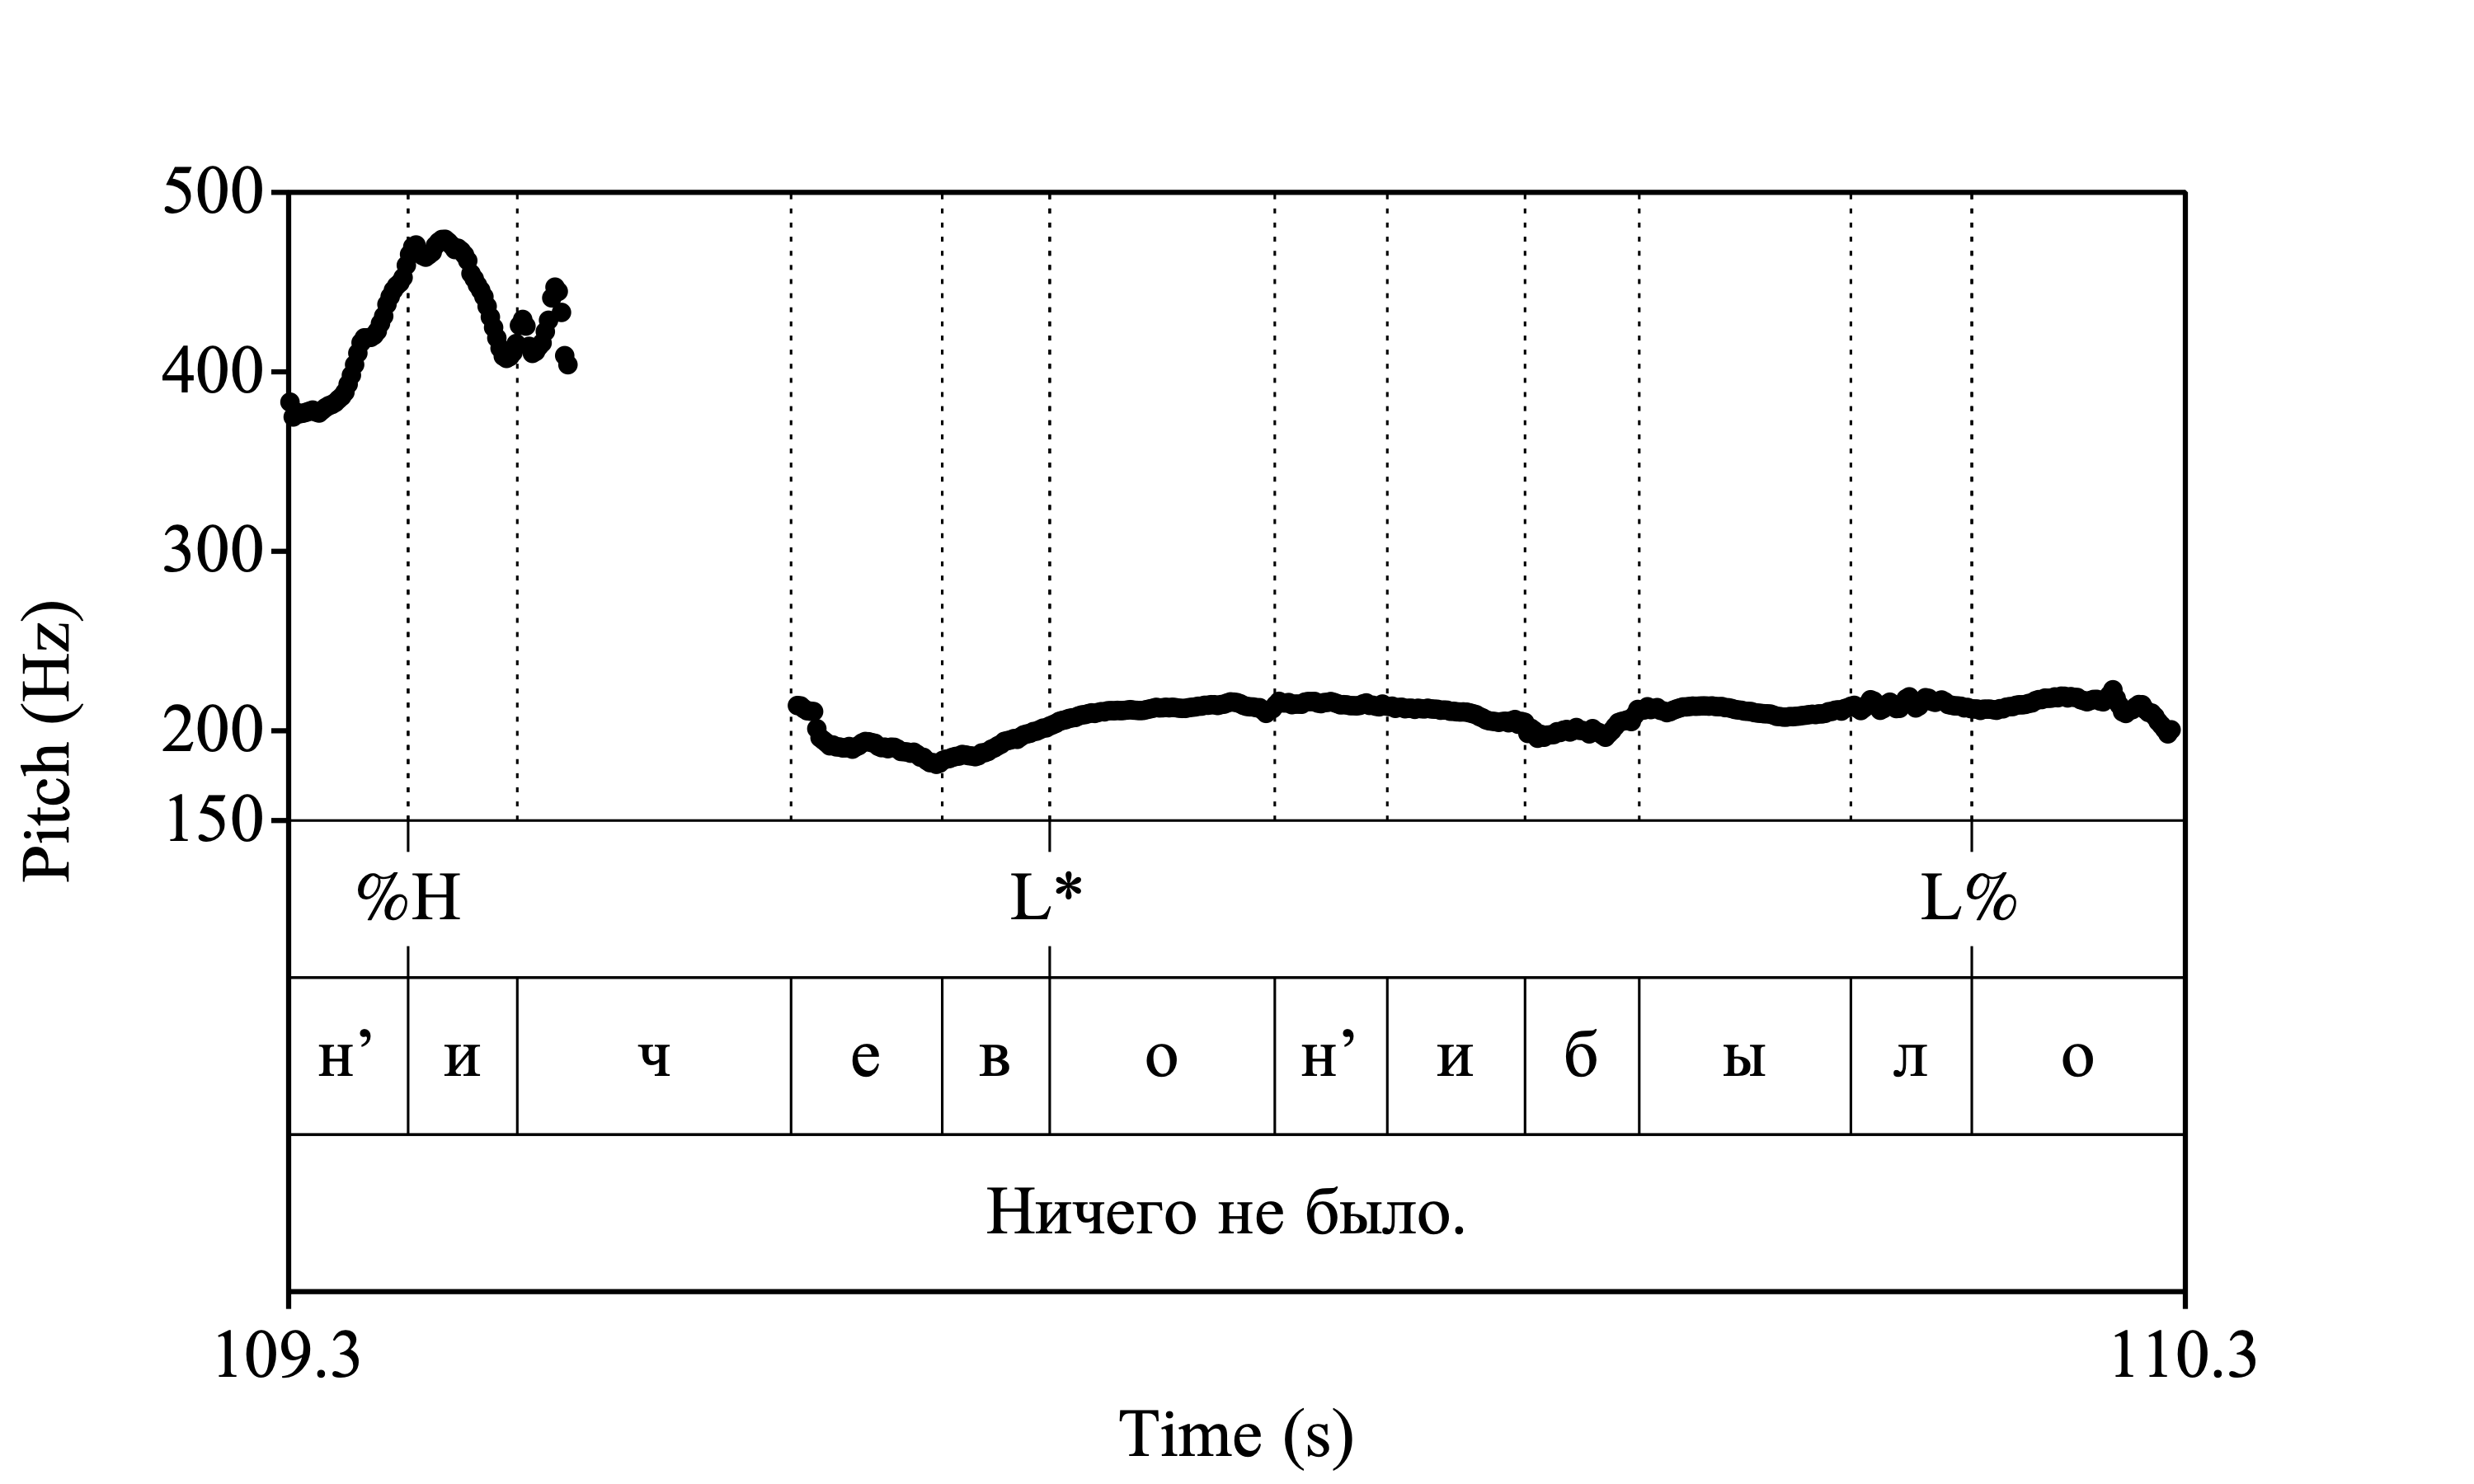 500
400
300
200
150
Pitch (Hz)
%H L* L%
н’ и ч е в о н’ и б ы л о
Ничего не было.
109.3 110.3
Time (s)